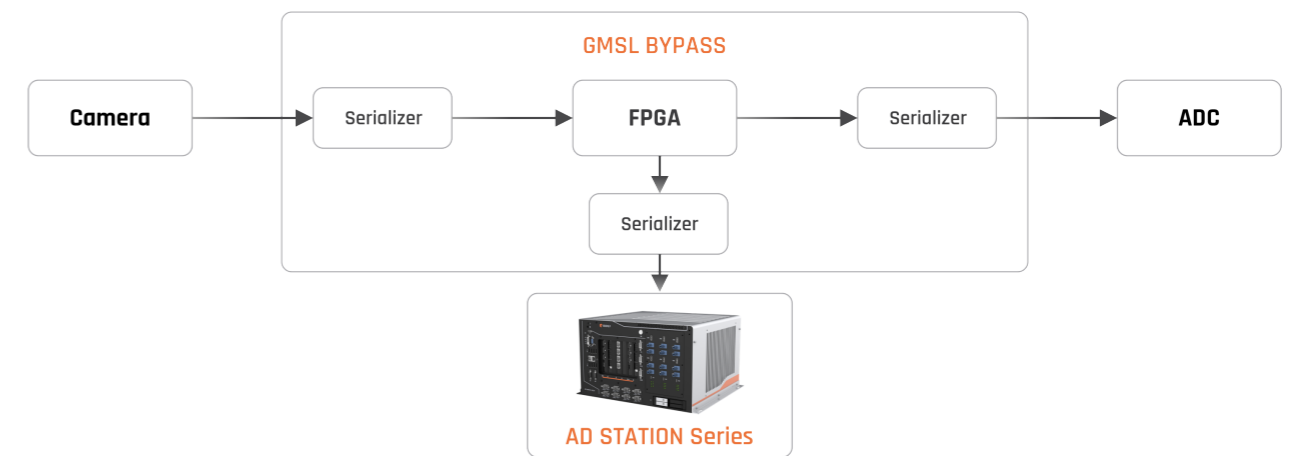 GMSL BYPASS
Camera
Serializer
FPGA
Serializer
ADC
Serializer
AD STATION Series